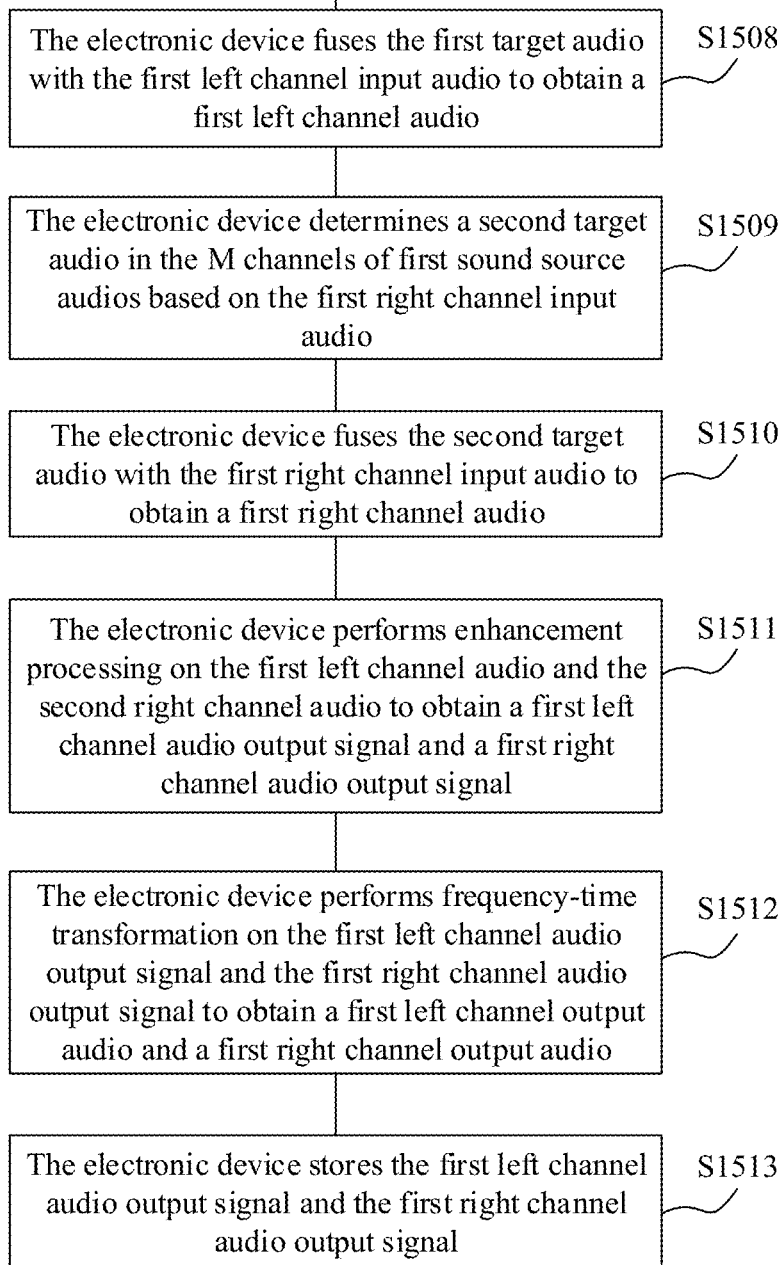 The electronic device fuses the first target audio
with the first left channel input audio to obtain a
first left channel audio
S1508
The electronic device determines a second target
audio in the M channels of first sound source
audios based on the first right channel input
audio
S1509
The electronic device fuses the second target
audio with the first right channel input audio to
obtain a first right channel audio
S1510
The electronic device performs enhancement
processing on the first left channel audio and the
second right channel audio to obtain a first left
channel audio output signal and a first right
channel audio output signal
S1511
The electronic device performs frequency-time
transformation on the first left channel audio
output signal and the first right channel audio
output signal to obtain a first left channel output
audio and a first right channel output audio
S1512
The electronic device stores the first left channel
audio output signal and the first right channel
audio output signal
S1513